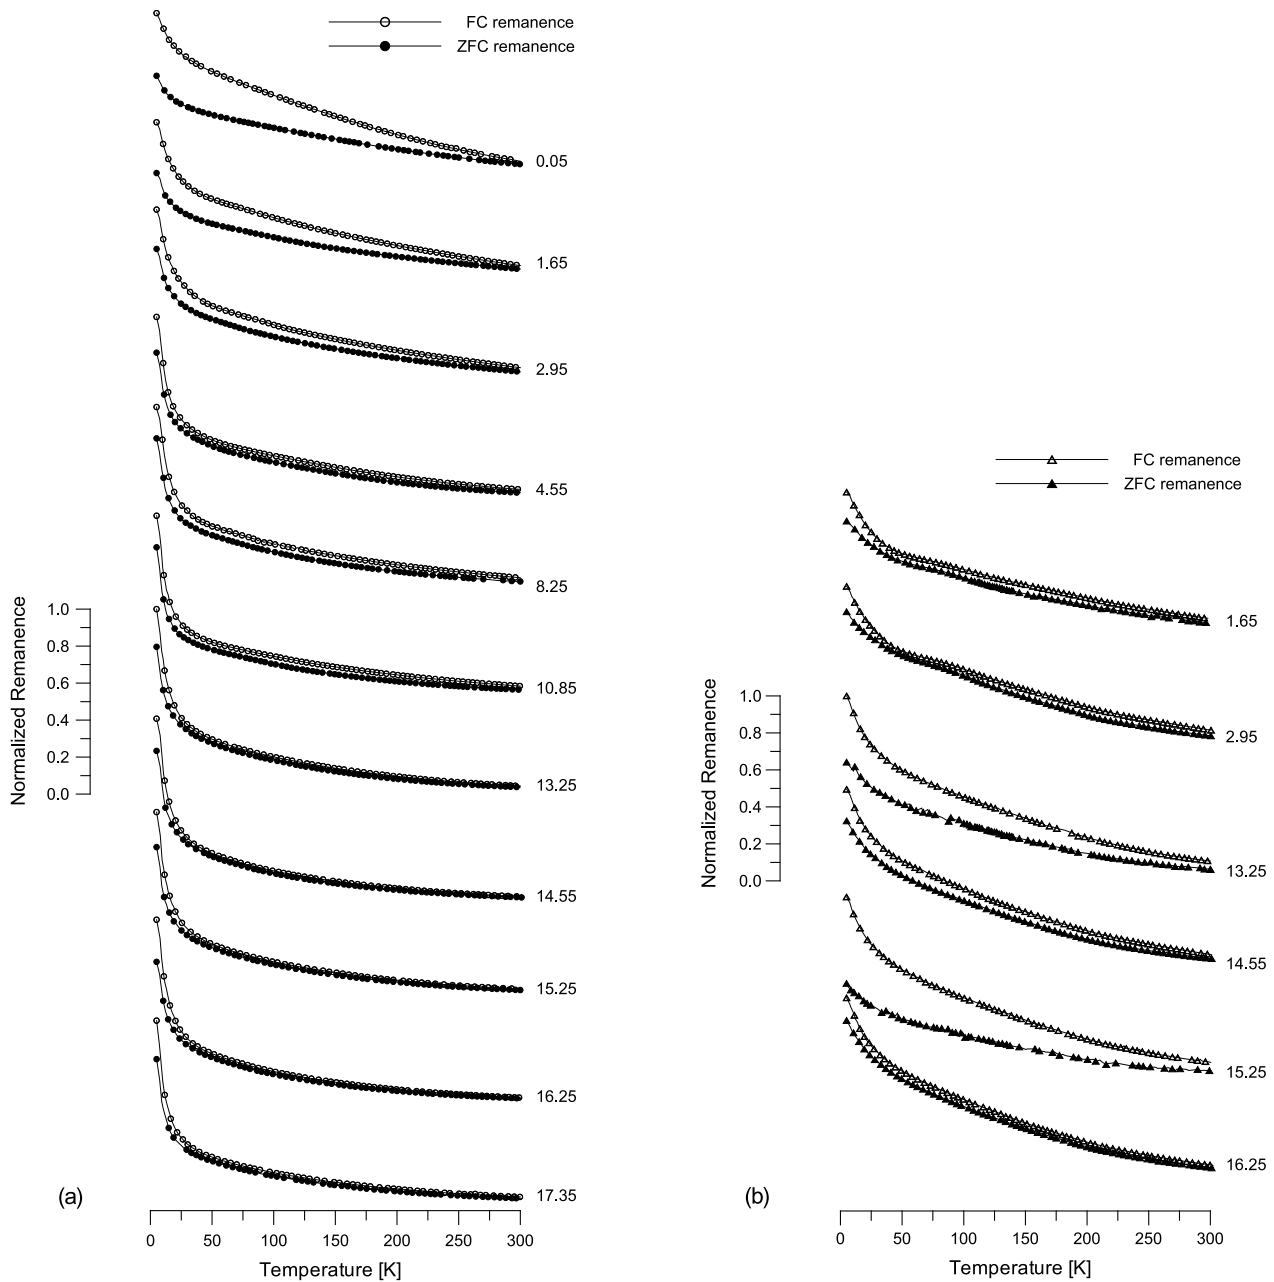 FC remanence
ZFC remanence
0.05
1.65
2.95
4.55
8.25
10.85
13.25
14.55
15.25
16.25
17.35
Normalized Remanence
1.0
0.8
0.6
0.4
0.2
0.0
(a)
0 50 100 150 200 250 300
Temperature [K]
FC remanence
ZFC remanence
1.65
2.95
13.25
14.55
15.25
16.25
Normalized Remanence
1.0
0.8
0.6
0.4
0.2
0.0
(b)
0 50 100 150 200 250 300
Temperature [K]